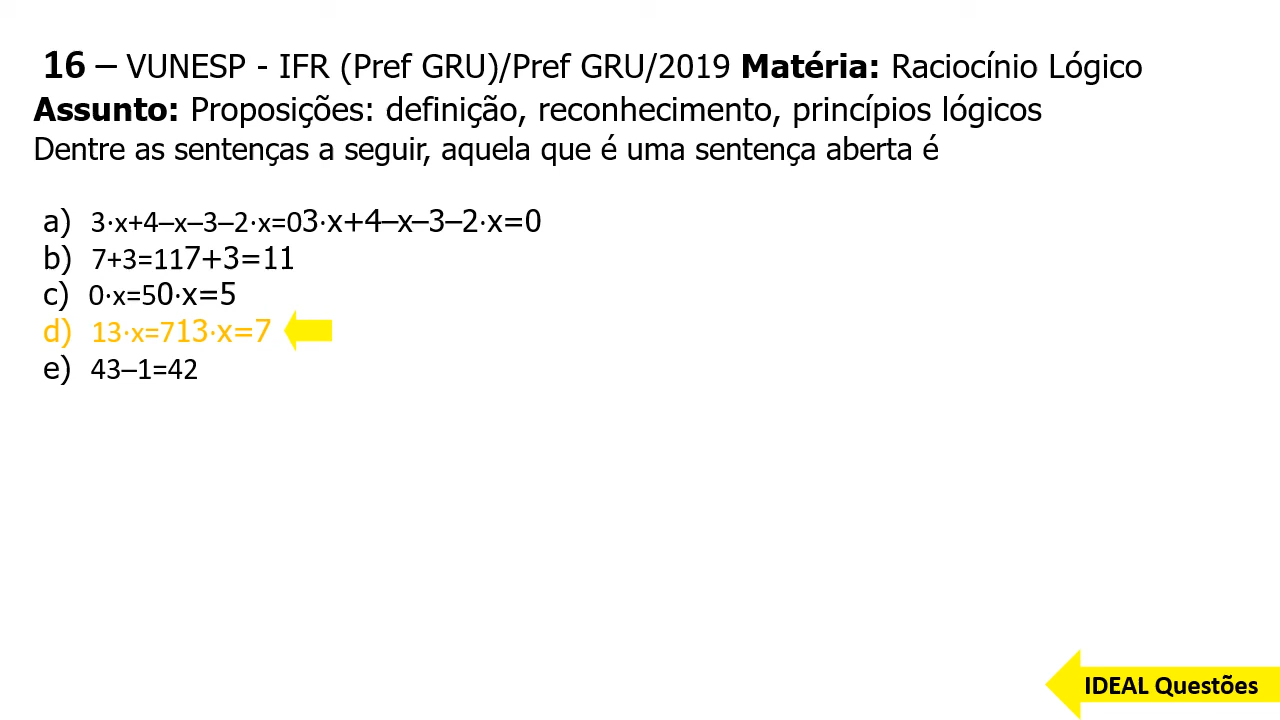 16 – VUNESP - IFR (Pref GRU)/Pref GRU/2019 Matéria: Raciocínio Lógico
Assunto: Proposições: definição, reconhecimento, princípios lógicos
Dentre as sentenças a seguir, aquela que é uma sentença aberta é
a) 3·x+4–x–3–2·x=03·x+4–x–3–2·x=0
b) 7+3=117+3=11
c) 0·x=50·x=5
d) 13·x=713·x=7
e) 43–1=42
IDEAL Questões